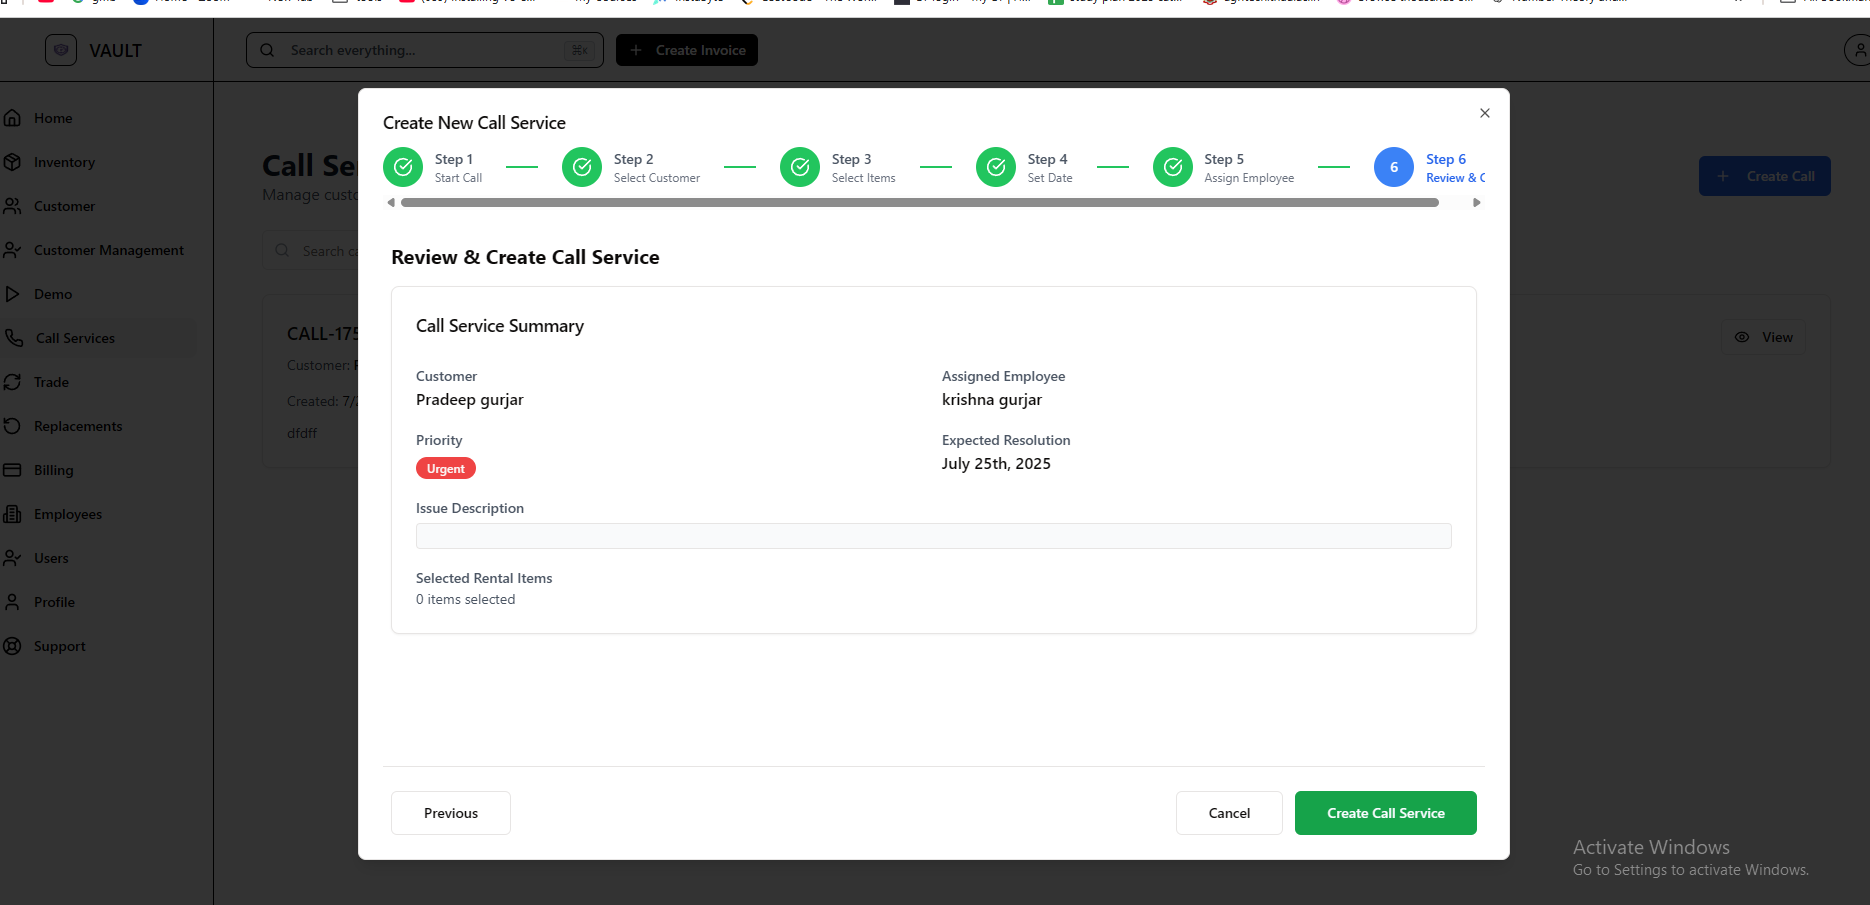 VAULT
Search everything...
⌘K
+ Create Invoice
Home
Inventory
Customer
Customer Management
Demo
Call Services
Trade
Replacements
Billing
Employees
Users
Profile
Support
Call Se
Manage custo
+ Create Call
Search ca
CALL-175
Customer:
Created: 7/2
dfdff
View
Create New Call Service
Step 1
Start Call
Step 2
Select Customer
Step 3
Select Items
Step 4
Set Date
Step 5
Assign Employee
6
Step 6
Review & C
Review & Create Call Service
Call Service Summary
Customer
Pradeep gurjar
Assigned Employee
krishna gurjar
Priority
Urgent
Expected Resolution
July 25th, 2025
Issue Description
Selected Rental Items
0 items selected
Previous
Cancel
Create Call Service
Activate Windows
Go to Settings to activate Windows.